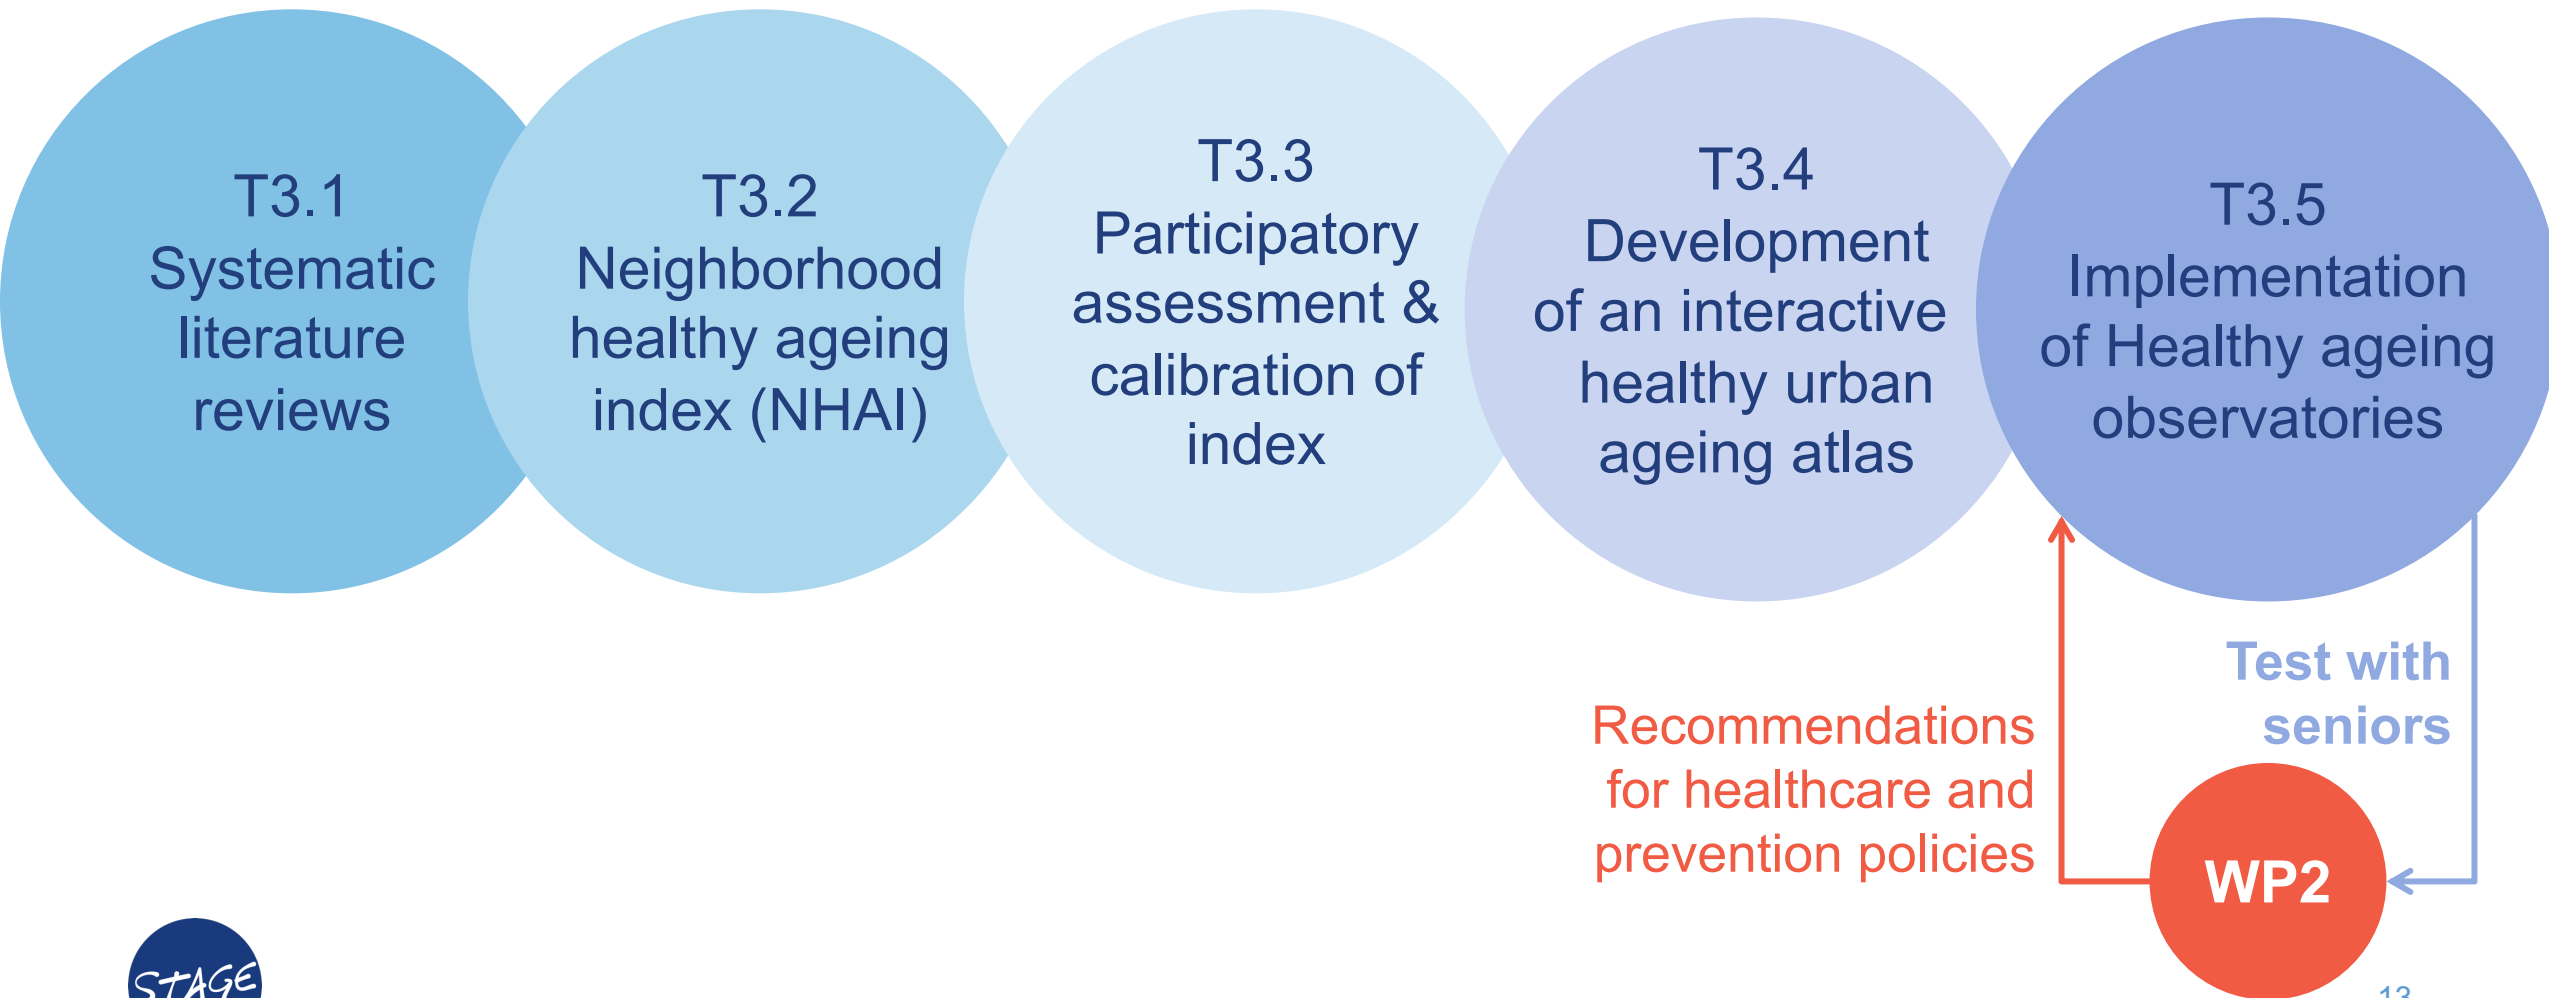 T3.1
Systematic
literature
reviews
T3.2
Neighborhood
healthy ageing
index (NHAI)
T3.3
Participatory
assessment &
calibration of
index
T3.4
Development
of an interactive
healthy urban
ageing atlas
T3.5
Implementation
of Healthy ageing
observatories
Test with
seniors
Recommendations
for healthcare and
prevention policies
WP2
STAGE
13